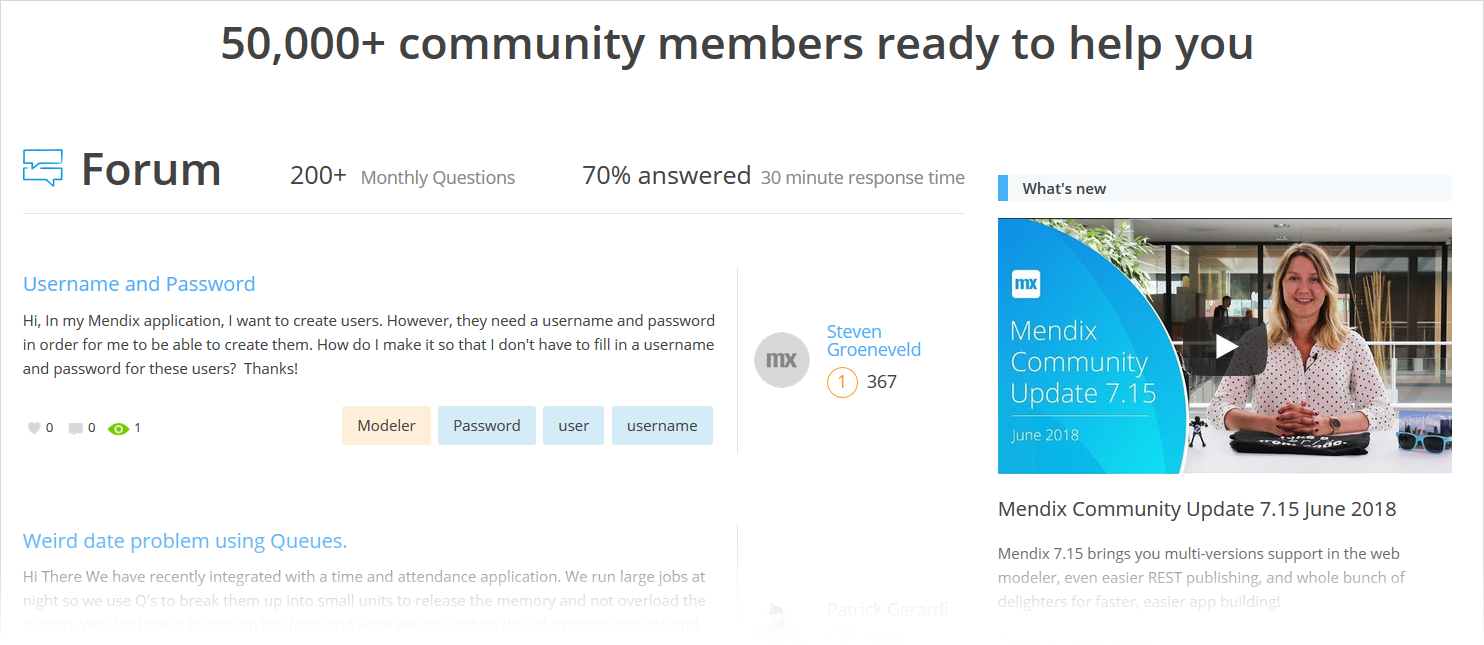 50,000+ community members ready to help you
Forum
200+ Monthly Questions
70% answered 30 minute response time
Username and Password
Hi, In my Mendix application, I want to create users. However, they need a username and password
in order for me to be able to create them. How do I make it so that I don't have to fill in a username
and password for these users?  Thanks!
0 0 1
Modeler Password user username
mx
Steven
Groeneveld
1 367
Weird date problem using Queues.
Hi There We have recently integrated with a time and attendance application. We run large jobs at
night so we use Q's to break them up into small units to release the memory and not overload the
system. We also have a button on the front end were we can update the information per site and
Patrick Gerardi
What's new
mx
Mendix
Community
Update 7.15
June 2018
Mendix Community Update 7.15 June 2018
Mendix 7.15 brings you multi-versions support in the web
modeler, even easier REST publishing, and whole bunch of
delighters for faster, easier app building!